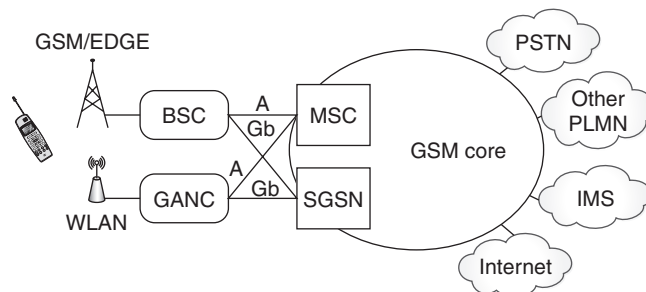 GSM/EDGE
PSTN
Other
PLMN
BSC
A
Gb
MSC
GSM core
A
Gb
GANC
SGSN
WLAN
IMS
Internet